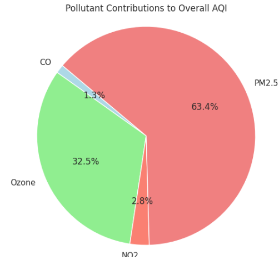 Pollutant Contributions to Overall AQI
CO
1.3%
PM2.5
63.4%
32.5%
Ozone
2.8%
NO2